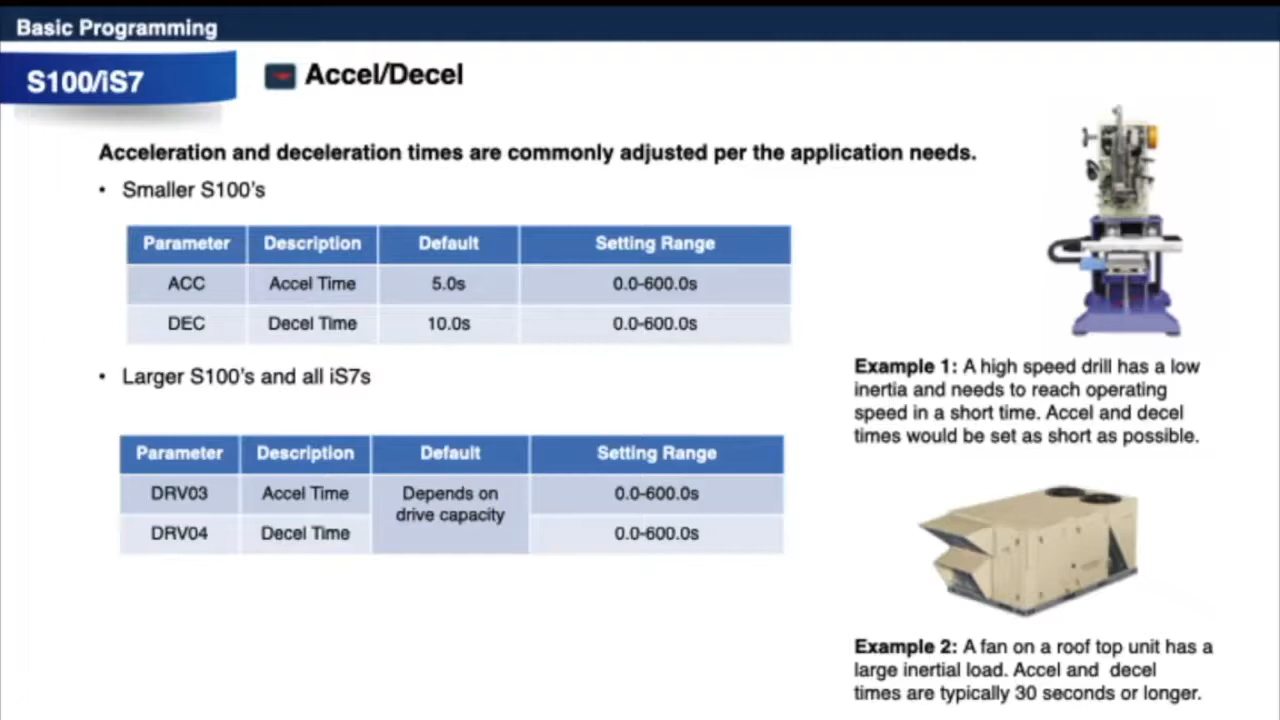 Basic Programming
S100/iS7
Accel/Decel
Acceleration and deceleration times are commonly adjusted per the application needs.
• Smaller S100's
Parameter Description Default Setting Range
ACC Accel Time 5.0s 0.0-600.0s
DEC Decel Time 10.0s 0.0-600.0s
• Larger S100's and all iS7s
Parameter Description Default Setting Range
DRV03 Accel Time Depends on 0.0-600.0s
drive capacity
DRV04 Decel Time 0.0-600.0s
Example 1: A high speed drill has a low
inertia and needs to reach operating
speed in a short time. Accel and decel
times would be set as short as possible.
Example 2: A fan on a roof top unit has a
large inertial load. Accel and decel
times are typically 30 seconds or longer.